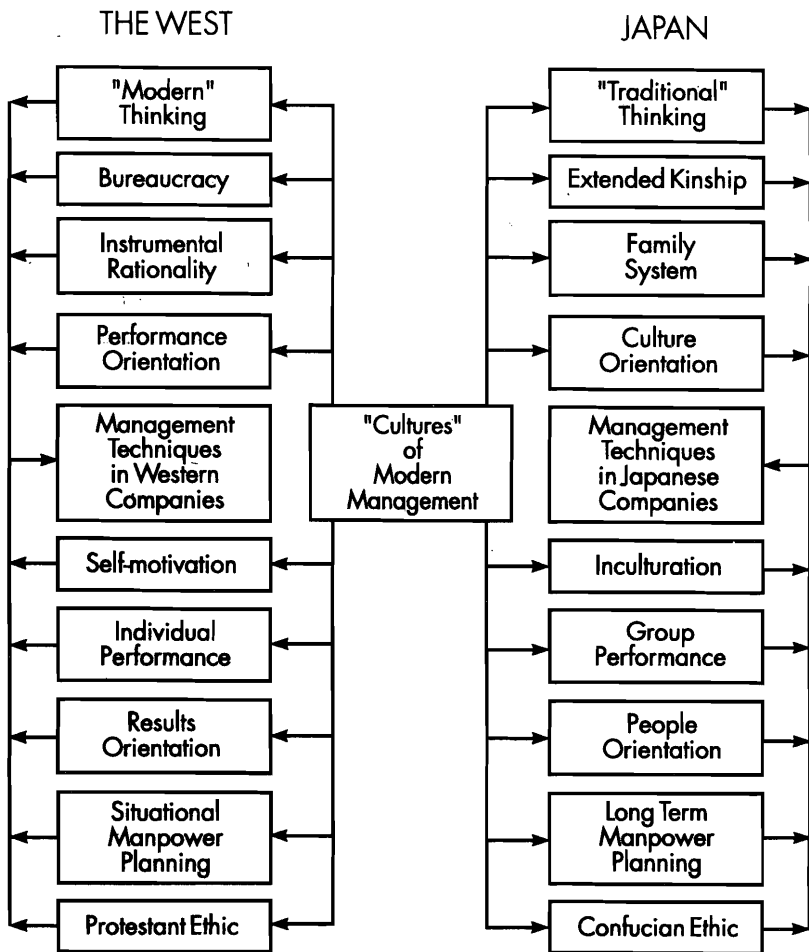 THE WEST
"Modern"
Thinking
Bureaucracy
Instrumental
Rationality
Performance
Orientation
Management
Techniques
in Western
Companies
Self-motivation
Individual
Performance
Results
Orientation
Situational
Manpower
Planning
Protestant Ethic
"Cultures"
of
Modern
Management
JAPAN
"Traditional"
Thinking
Extended Kinship
Family
System
Culture
Orientation
Management
Techniques
in Japanese
Companies
Inculturation
Group
Performance
People
Orientation
Long Term
Manpower
Planning
Confucian Ethic